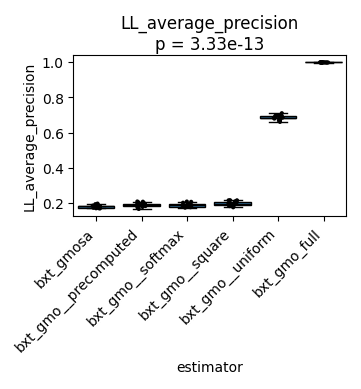 LL_average_precision
p = 3.33e-13
LL_average_precision
1.0
0.8
0.6
0.4
0.2
bxt_gmosa
bxt_gmo__precomputed
bxt_gmo__softmax
bxt_gmo__square
bxt_gmo__uniform
bxt_gmo_full
estimator